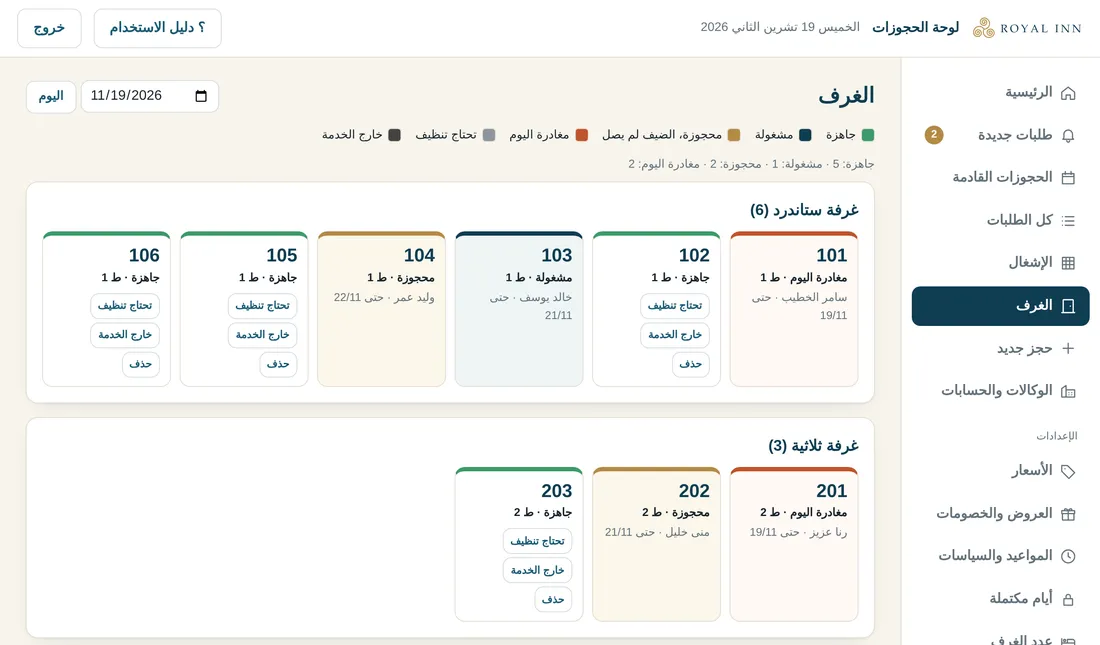 ROYAL INN
لوحة الحجوزات
الخميس 19 تشرين الثاني 2026
؟ دليل الاستخدام
خروج
الرئيسية
طلبات جديدة 2
الحجوزات القادمة
كل الطلبات
الإشغال
الغرف
حجز جديد
الوكالات والحسابات
الإعدادات
الأسعار
العروض والخصومات
المواعيد والسياسات
أيام مكتملة
عدد الغرف
الغرف
11/19/2026
اليوم
جاهزة
مشغولة
محجوزة، الضيف لم يصل
مغادرة اليوم
تحتاج تنظيف
خارج الخدمة
جاهزة: 5 · مشغولة: 1 · محجوزة: 2 · مغادرة اليوم: 2
غرفة ستاندرد (6)
101
مغادرة اليوم · ط 1
سامر الخطيب · حتى
19/11
102
جاهزة · ط 1
تحتاج تنظيف
خارج الخدمة
حذف
103
مشغولة · ط 1
خالد يوسف · حتى
21/11
104
محجوزة · ط 1
وليد عمر · حتى 22/11
105
جاهزة · ط 1
تحتاج تنظيف
خارج الخدمة
حذف
106
جاهزة · ط 1
تحتاج تنظيف
خارج الخدمة
حذف
غرفة ثلاثية (3)
201
مغادرة اليوم · ط 2
رنا عزيز · حتى 19/11
202
محجوزة · ط 2
منى خليل · حتى 21/11
203
جاهزة · ط 2
تحتاج تنظيف
خارج الخدمة
حذف